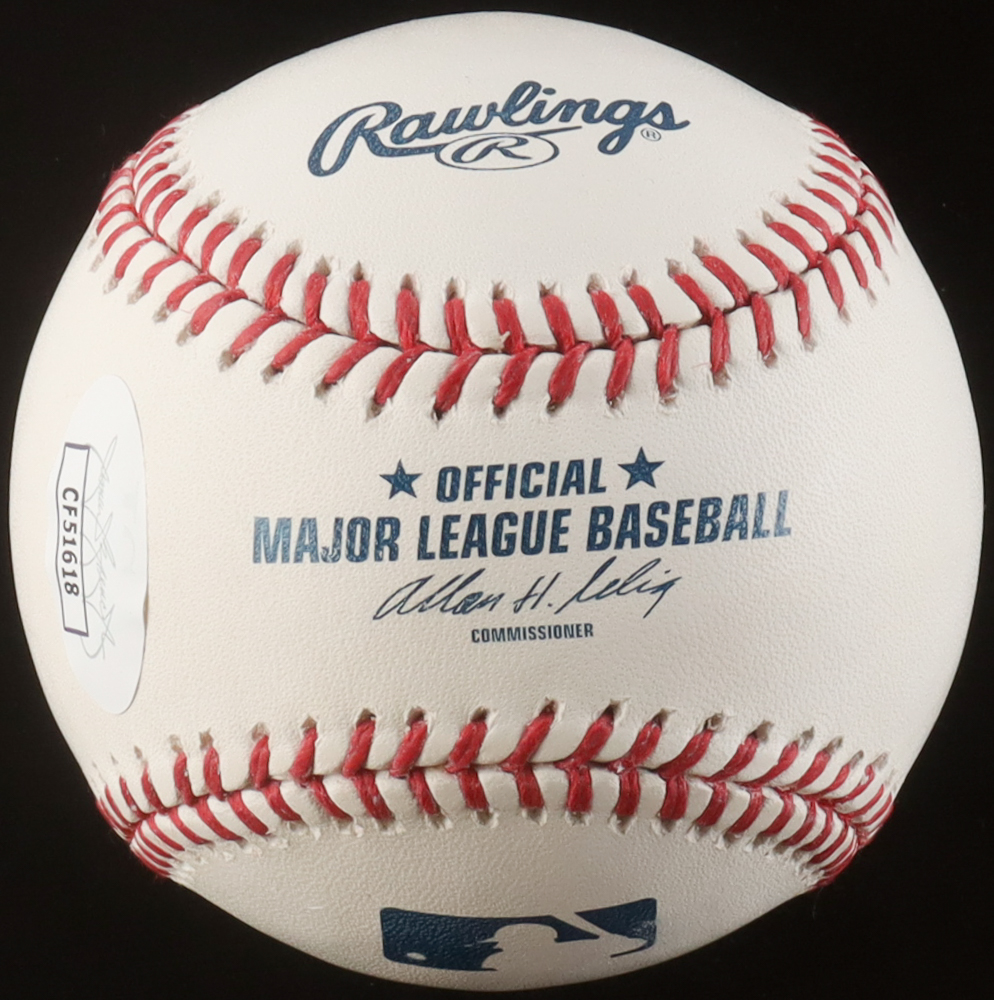 Rawlings®
R
★ OFFICIAL ★
MAJOR LEAGUE BASEBALL
Allan H. Selig
COMMISSIONER
CF51618